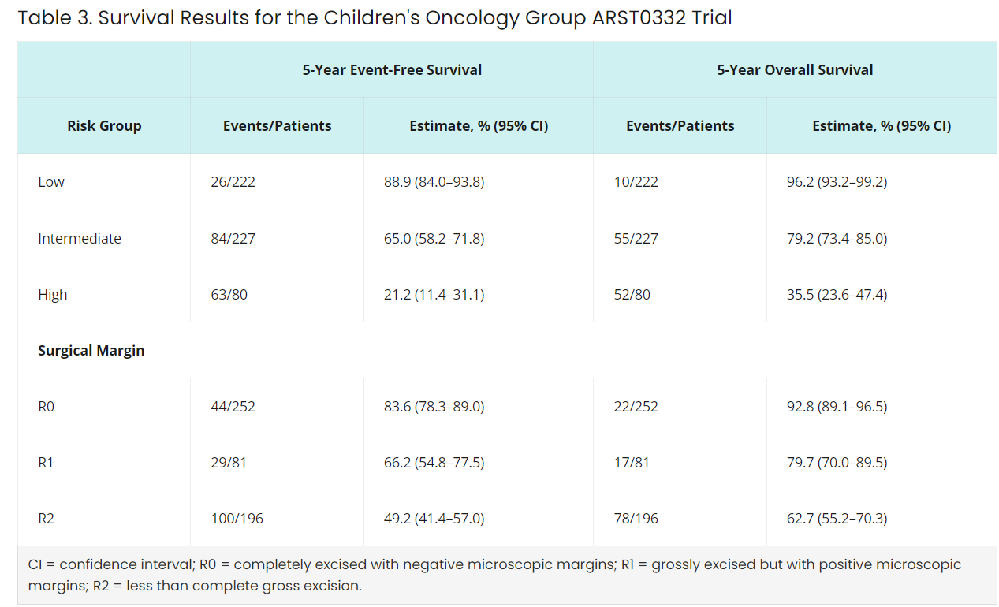 Table 3. Survival Results for the Children's Oncology Group ARST0332 Trial
5-Year Event-Free Survival 5-Year Overall Survival
Risk Group Events/Patients Estimate, % (95% CI) Events/Patients Estimate, % (95% CI)
Low 26/222 88.9 (84.0–93.8) 10/222 96.2 (93.2–99.2)
Intermediate 84/227 65.0 (58.2–71.8) 55/227 79.2 (73.4–85.0)
High 63/80 21.2 (11.4–31.1) 52/80 35.5 (23.6–47.4)
Surgical Margin
R0 44/252 83.6 (78.3–89.0) 22/252 92.8 (89.1–96.5)
R1 29/81 66.2 (54.8–77.5) 17/81 79.7 (70.0–89.5)
R2 100/196 49.2 (41.4–57.0) 78/196 62.7 (55.2–70.3)
CI = confidence interval; R0 = completely excised with negative microscopic margins; R1 = grossly excised but with positive microscopic
margins; R2 = less than complete gross excision.